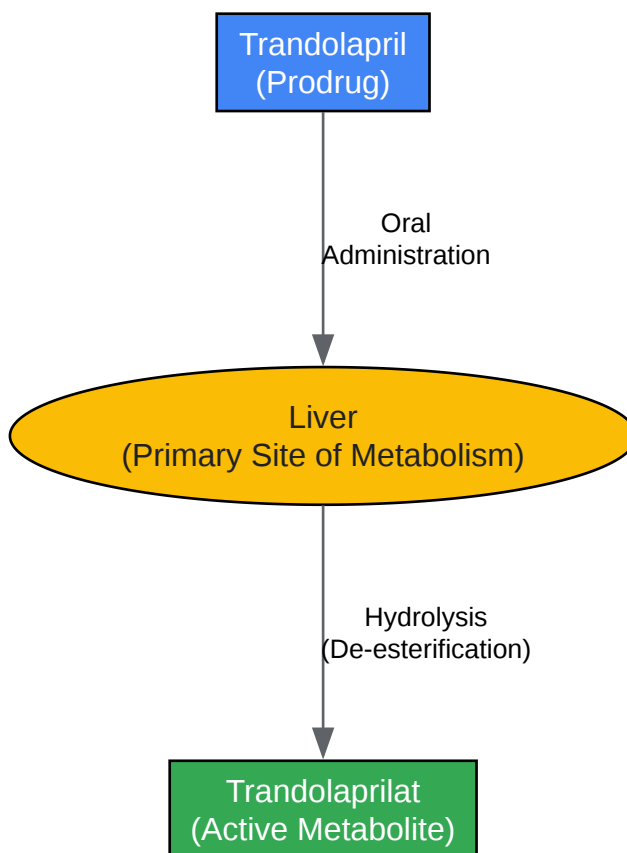 Trandolapril
(Prodrug)
Oral
Administration
Liver
(Primary Site of Metabolism)
Hydrolysis
(De-esterification)
Trandolaprilat
(Active Metabolite)